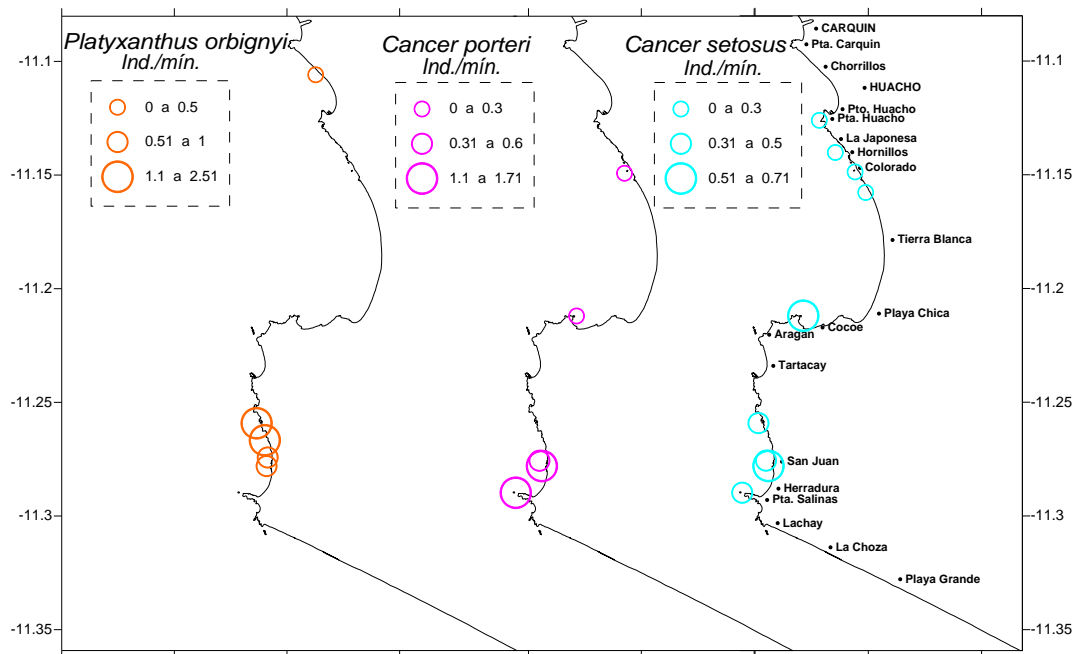 Platyxanthus orbignyi
Ind./mín.
0 a 0.5
0.51 a 1
1.1 a 2.51
Cancer porteri
Ind./mín.
0 a 0.3
0.31 a 0.6
1.1 a 1.71
Cancer setosus
Ind./mín.
0 a 0.3
0.31 a 0.5
0.51 a 0.71
CARQUIN
Pta. Carquin
Chorrillos
HUACHO
Pto. Huacho
Pta. Huacho
La Japonesa
Hornillos
Colorado
Tierra Blanca
Playa Chica
Cocoe
Aragan
Tartacay
San Juan
Herradura
Pta. Salinas
Lachay
La Choza
Playa Grande
-11.1
-11.15
-11.2
-11.25
-11.3
-11.35
-11.1
-11.15
-11.2
-11.25
-11.3
-11.35